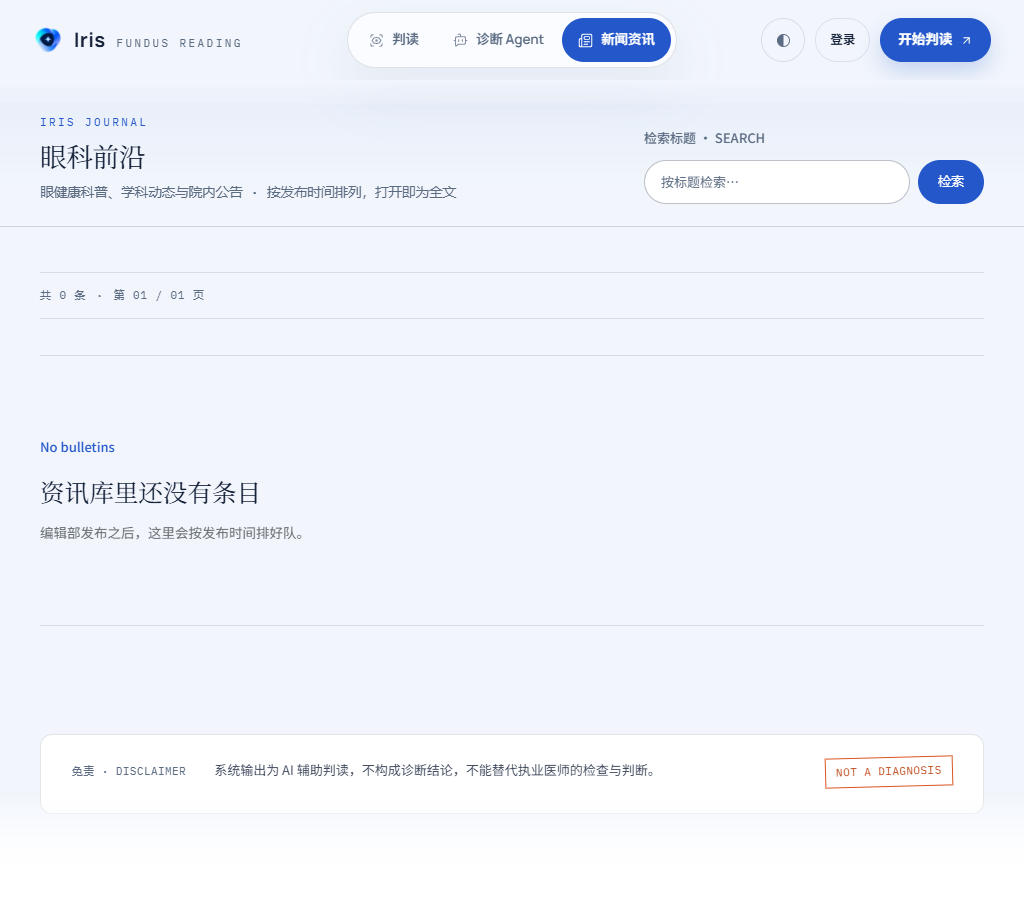 Iris FUNDUS READING
判读
诊断 Agent
新闻资讯
登录
开始判读
IRIS JOURNAL
眼科前沿
眼健康科普、学科动态与院内公告 · 按发布时间排列，打开即为全文
检索标题 · SEARCH
按标题检索…
检索
共 0 条 · 第 01 / 01 页
No bulletins
资讯库里还没有条目
编辑部发布之后，这里会按发布时间排好队。
免责 · DISCLAIMER
系统输出为 AI 辅助判读，不构成诊断结论，不能替代执业医师的检查与判断。
NOT A DIAGNOSIS